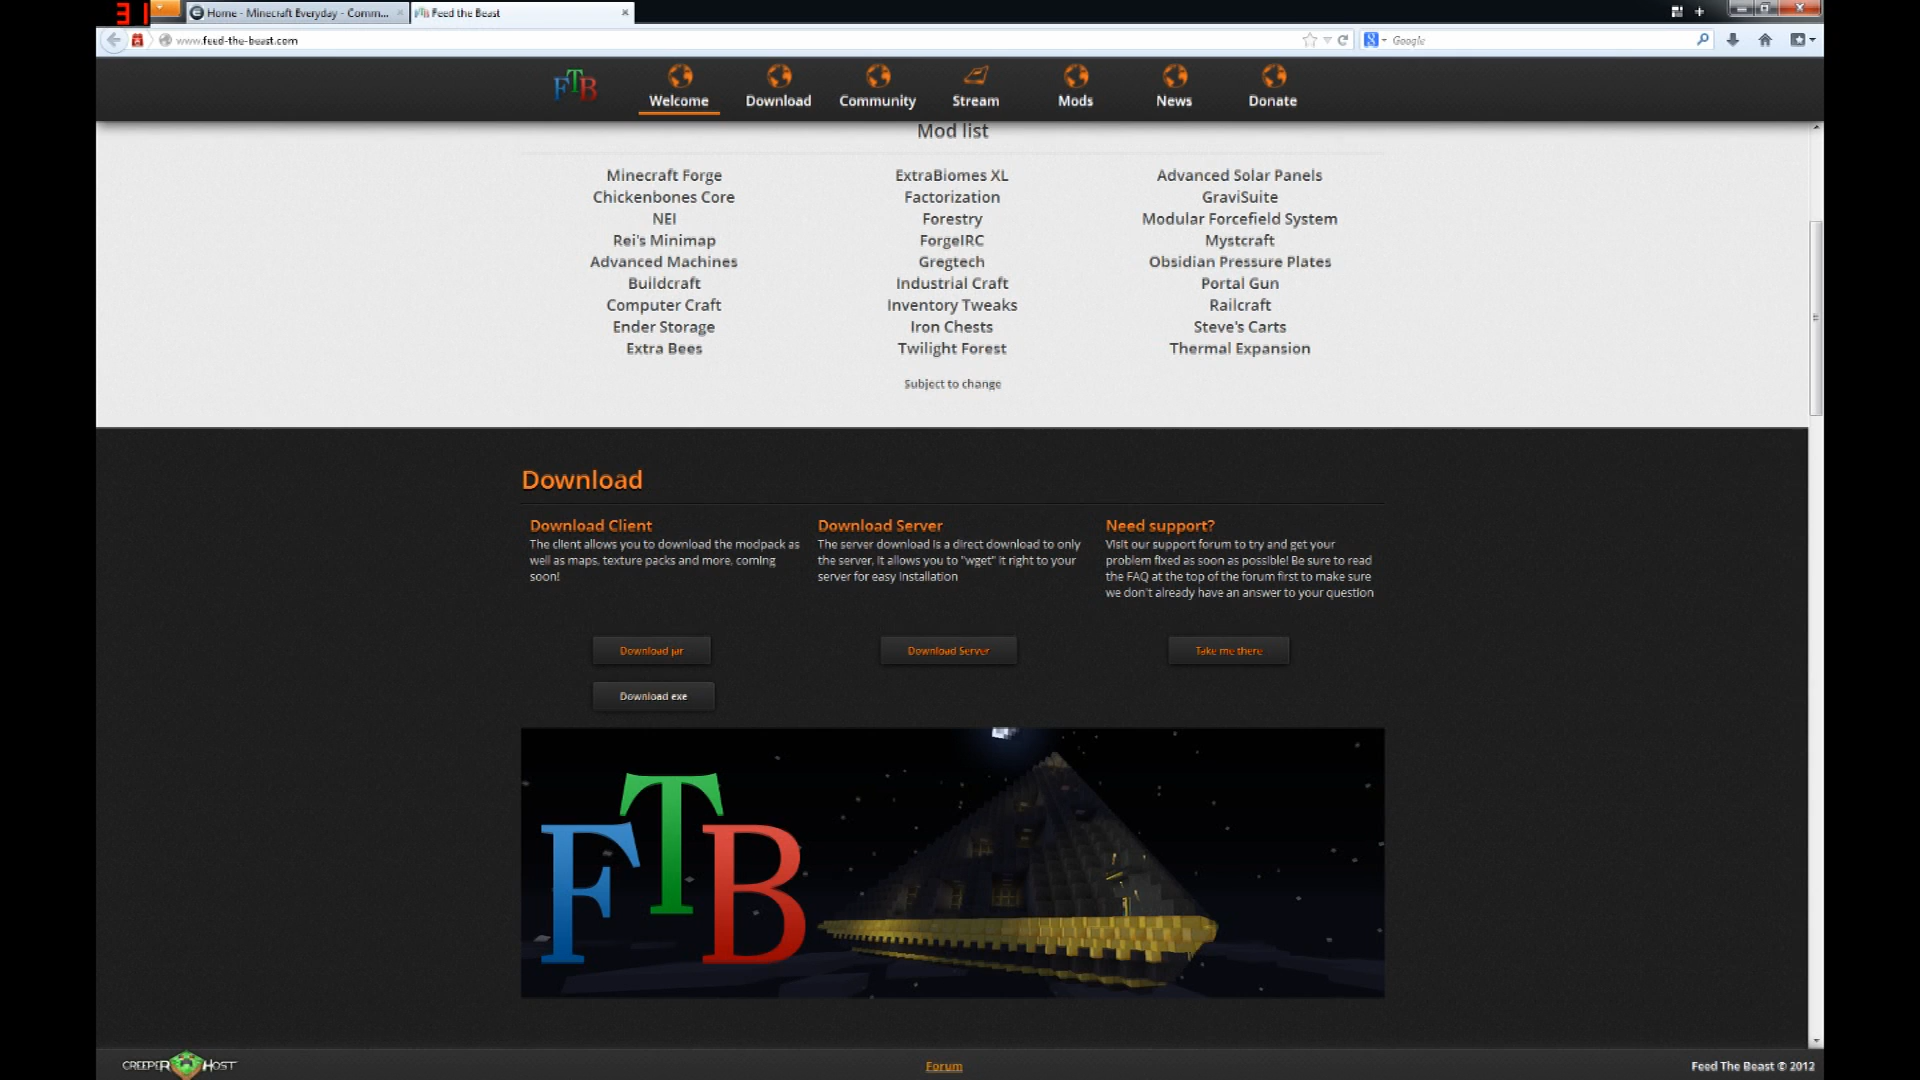 31
Home - Minecraft Everyday - Comm...
Feed the Beast
www.feed-the-beast.com
Google
FTB
Welcome
Download
Community
Stream
Mods
News
Donate
Mod list
Minecraft Forge
Chickenbones Core
NEI
Rei's Minimap
Advanced Machines
Buildcraft
Computer Craft
Ender Storage
Extra Bees
ExtraBiomes XL
Factorization
Forestry
ForgeIRC
Gregtech
Industrial Craft
Inventory Tweaks
Iron Chests
Twilight Forest
Advanced Solar Panels
GraviSuite
Modular Forcefield System
Mystcraft
Obsidian Pressure Plates
Portal Gun
Railcraft
Steve's Carts
Thermal Expansion
Subject to change
Download
Download Client
The client allows you to download the modpack as
well as maps, texture packs and more, coming
soon!
Download jar
Download exe
Download Server
The server download is a direct download to only
the server, it allows you to "wget" it right to your
server for easy installation
Download Server
Need support?
Visit our support forum to try and get your
problem fixed as soon as possible! Be sure to read
the FAQ at the top of the forum first to make sure
we don't already have an answer to your question
Take me there
FTB
CREEPER HOST
Forum
Feed The Beast © 2012